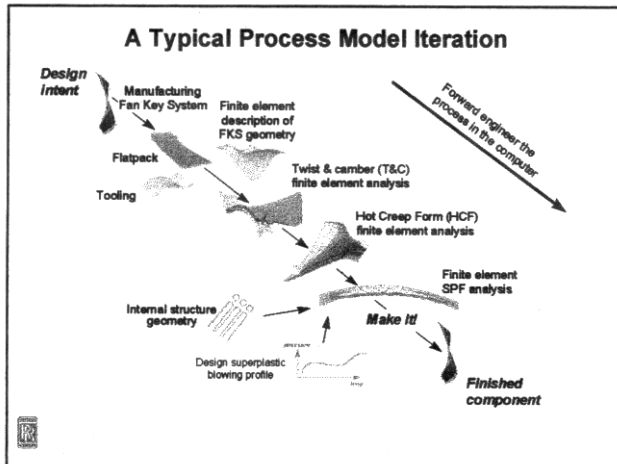 A Typical Process Model Iteration
Design
intent
Manufacturing
Fan Key System
Finite element
description of
FKS geometry
Forward engineer the
process in the computer
Flatpack
Tooling
Twist & camber (T&C)
finite element analysis
Hot Creep Form (HCF)
finite element analysis
Finite element
SPF analysis
Internal structure
geometry
Make It!
pressure
Design superplastic
blowing profile
time
Finished
component